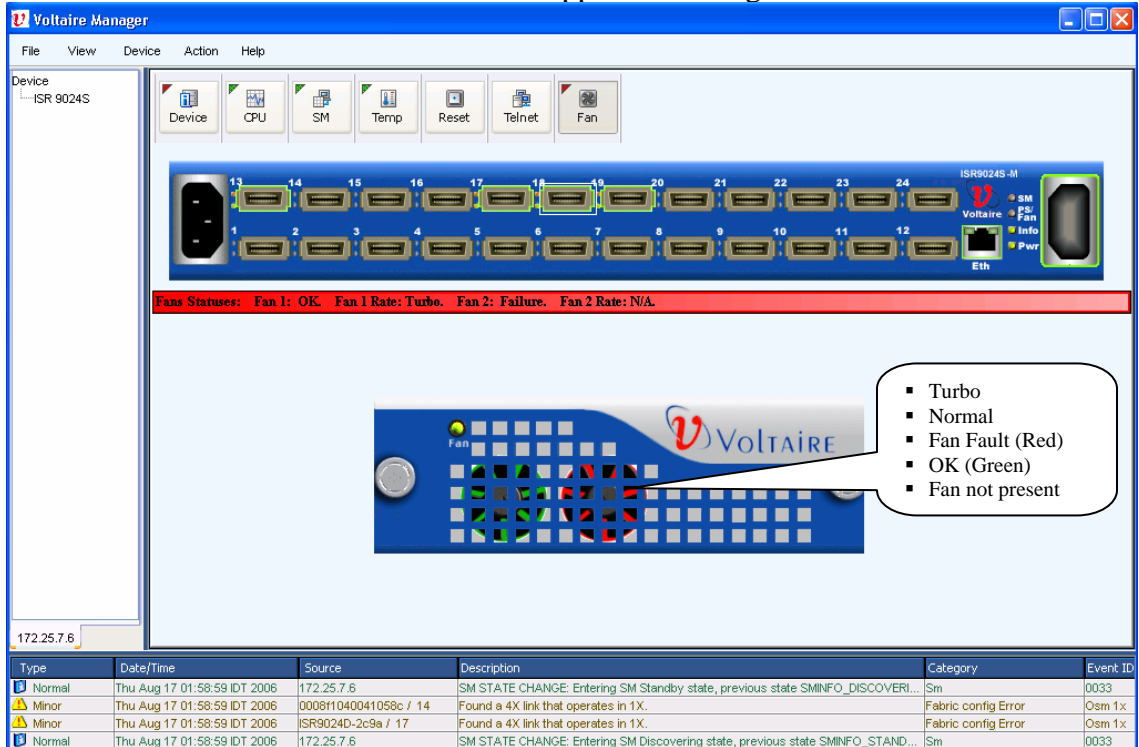 Voltaire Manager
File View Device Action Help
Device
ISR 9024S
Device CPU SM Temp Reset Telnet Fan
ISR9024S-M
13 14 15 16 17 18 19 20 21 22 23 24
Voltaire
SM
PS/
Fan
Info
Pwr
1 2 3 4 5 6 7 8 9 10 11 12
Eth
Fans Statuses: Fan 1: OK. Fan 1 Rate: Turbo. Fan 2: Failure. Fan 2 Rate: N/A.
Fan
VOLTAIRE
▪ Turbo
▪ Normal
▪ Fan Fault (Red)
▪ OK (Green)
▪ Fan not present
172.25.7.6
Type Date/Time Source Description Category Event ID
Normal Thu Aug 17 01:58:59 IDT 2006 172.25.7.6 SM STATE CHANGE: Entering SM Standby state, previous state SMINFO_DISCOVERI... Sm 0033
Minor Thu Aug 17 01:58:59 IDT 2006 0008f1040041058c / 14 Found a 4X link that operates in 1X. Fabric config Error Osm 1x
Minor Thu Aug 17 01:58:59 IDT 2006 ISR9024D-2c9a / 17 Found a 4X link that operates in 1X. Fabric config Error Osm 1x
Normal Thu Aug 17 01:58:59 IDT 2006 172.25.7.6 SM STATE CHANGE: Entering SM Discovering state, previous state SMINFO_STAND... Sm 0033